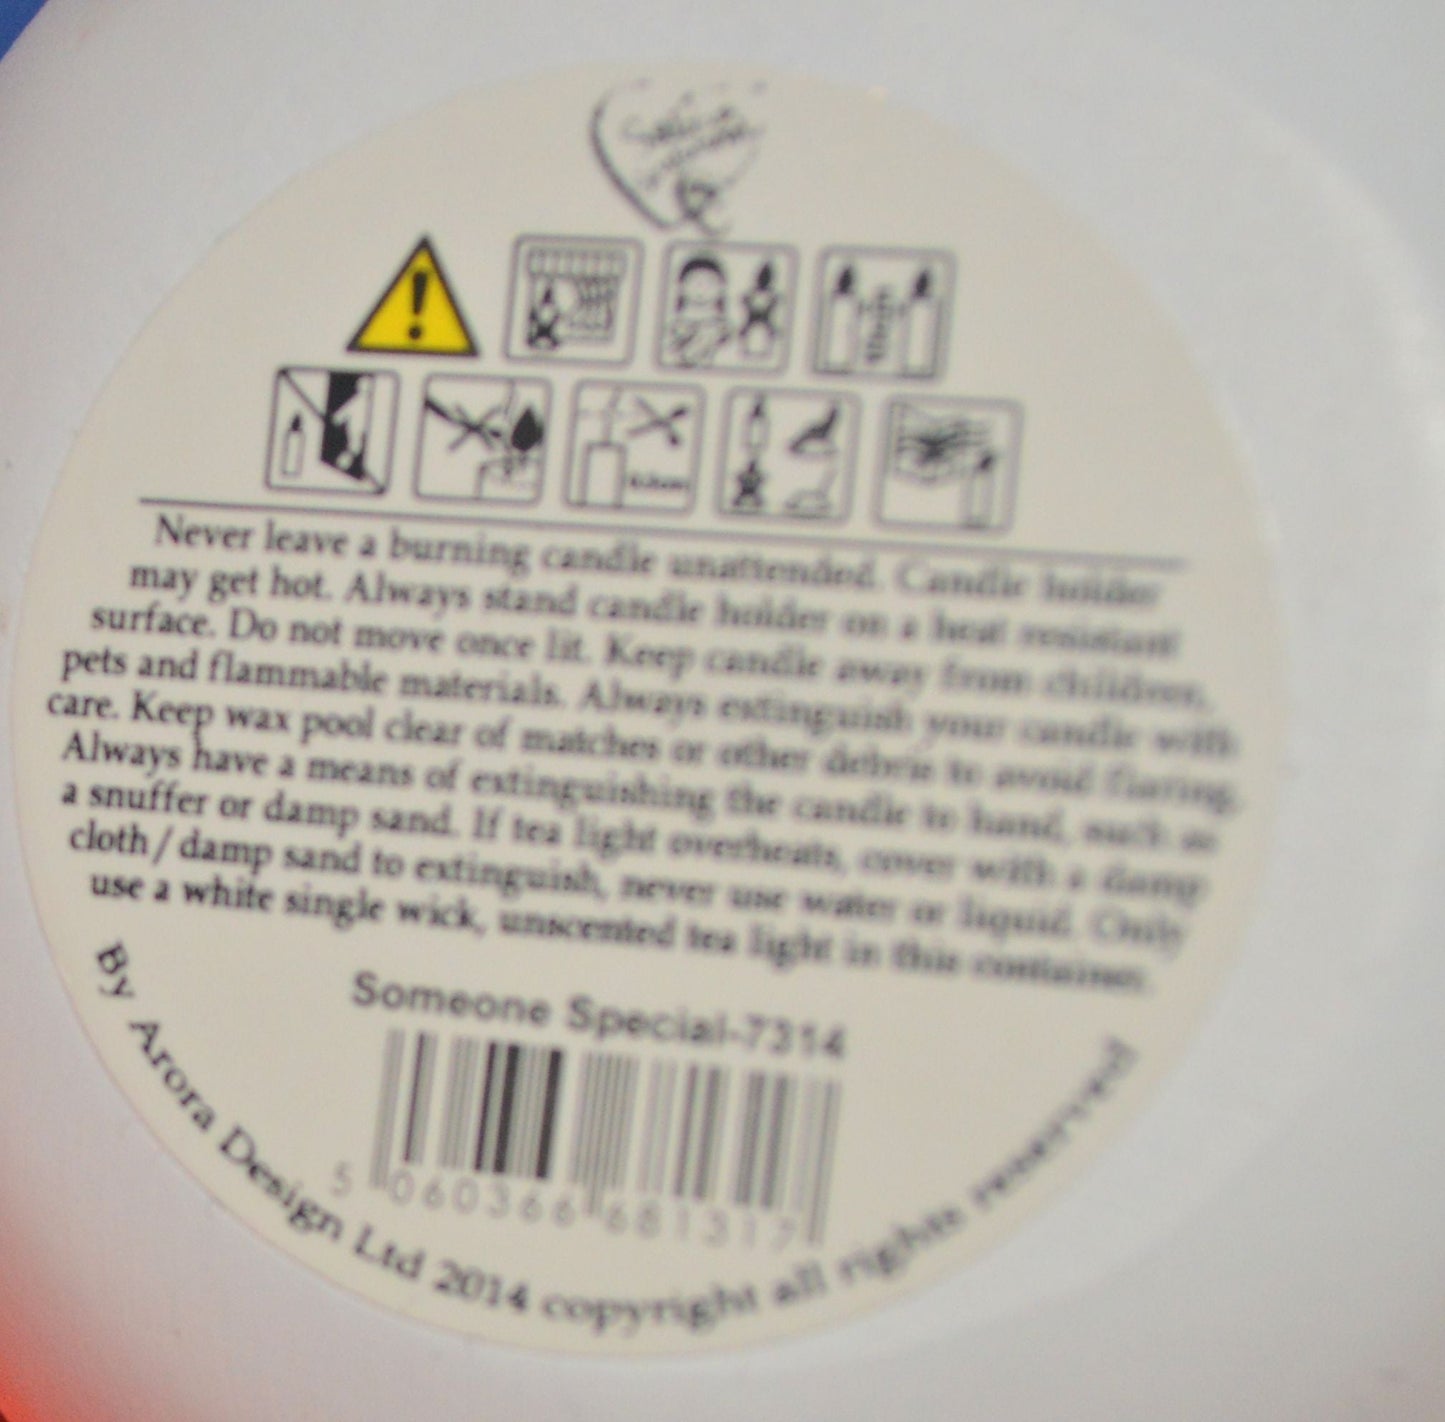 Never leave a burning candle unattended. Candle holder
may get hot. Always stand candle holder on a heat resistant
surface. Do not move once lit. Keep candle away from children,
pets and flammable materials. Always extinguish your candle with
care. Keep wax pool clear of matches or other debris to avoid flaring.
Always have a means of extinguishing the candle to hand, such as
a snuffer or damp sand. If tea light overheats, cover with a damp
cloth / damp sand to extinguish, never use water or liquid. Only
use a white single wick, unscented tea light in this container.
Someone Special-7314
5 060366 681317
By Arora Design Ltd 2014 copyright all rights reserved